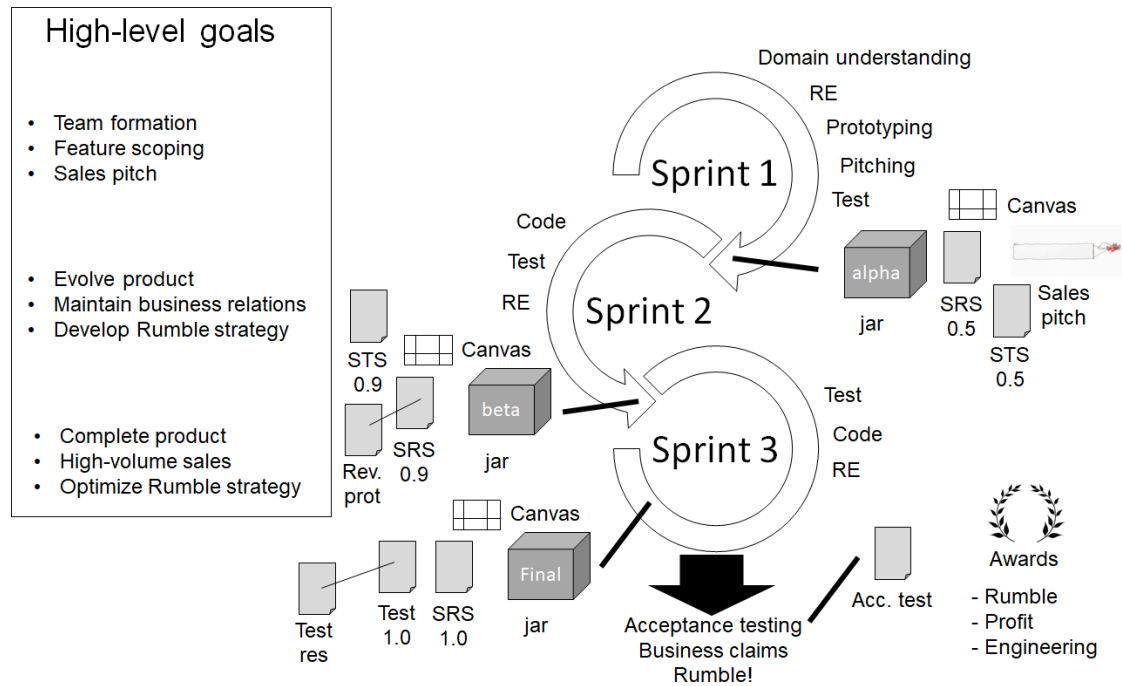 High-level goals
• Team formation
• Feature scoping
• Sales pitch
• Evolve product
• Maintain business relations
• Develop Rumble strategy
• Complete product
• High-volume sales
• Optimize Rumble strategy
Domain understanding
RE
Prototyping
Pitching
Test
Sprint 1
Canvas
alpha
jar
SRS
0.5
Sales
pitch
STS
0.5
Code
Test
RE
Sprint 2
STS
0.9
Canvas
beta
jar
SRS
0.9
Rev.
prot
Test
Code
RE
Sprint 3
Canvas
Final
jar
SRS
1.0
Test
1.0
Test
res
Acceptance testing
Business claims
Rumble!
Acc. test
Awards
- Rumble
- Profit
- Engineering